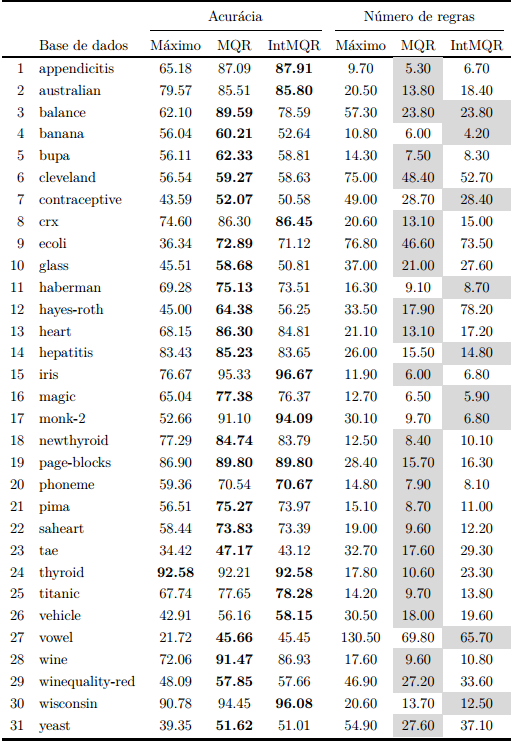 Acurácia Número de regras
Base de dados Máximo MQR IntMQR Máximo MQR IntMQR
1 appendicitis 65.18 87.09 87.91 9.70 5.30 6.70
2 australian 79.57 85.51 85.80 20.50 13.80 18.40
3 balance 62.10 89.59 78.59 57.30 23.80 23.80
4 banana 56.04 60.21 52.64 10.80 6.00 4.20
5 bupa 56.11 62.33 58.81 14.30 7.50 8.30
6 cleveland 56.54 59.27 58.63 75.00 48.40 52.70
7 contraceptive 43.59 52.07 50.58 49.00 28.70 28.40
8 crx 74.60 86.30 86.45 20.60 13.10 15.00
9 ecoli 36.34 72.89 71.12 76.80 46.60 73.50
10 glass 45.51 58.68 50.81 37.00 21.00 27.60
11 haberman 69.28 75.13 73.51 16.30 9.10 8.70
12 hayes-roth 45.00 64.38 56.25 33.50 17.90 78.20
13 heart 68.15 86.30 84.81 21.10 13.10 17.20
14 hepatitis 83.43 85.23 83.65 26.00 15.50 14.80
15 iris 76.67 95.33 96.67 11.90 6.00 6.80
16 magic 65.04 77.38 76.37 12.70 6.50 5.90
17 monk-2 52.66 91.10 94.09 30.10 9.70 6.80
18 newthyroid 77.29 84.74 83.79 12.50 8.40 10.10
19 page-blocks 86.90 89.80 89.80 28.40 15.70 16.30
20 phoneme 59.36 70.54 70.67 14.80 7.90 8.10
21 pima 56.51 75.27 73.97 15.10 8.70 11.00
22 saheart 58.44 73.83 73.39 19.00 9.60 12.20
23 tae 34.42 47.17 43.12 32.70 17.60 29.30
24 thyroid 92.58 92.21 92.58 17.80 10.60 23.30
25 titanic 67.74 77.65 78.28 14.20 9.70 13.80
26 vehicle 42.91 56.16 58.15 30.50 18.00 19.60
27 vowel 21.72 45.66 45.45 130.50 69.80 65.70
28 wine 72.06 91.47 86.93 17.60 9.60 10.80
29 winequality-red 48.09 57.85 57.66 46.90 27.20 33.60
30 wisconsin 90.78 94.45 96.08 20.60 13.70 12.50
31 yeast 39.35 51.62 51.01 54.90 27.60 37.10